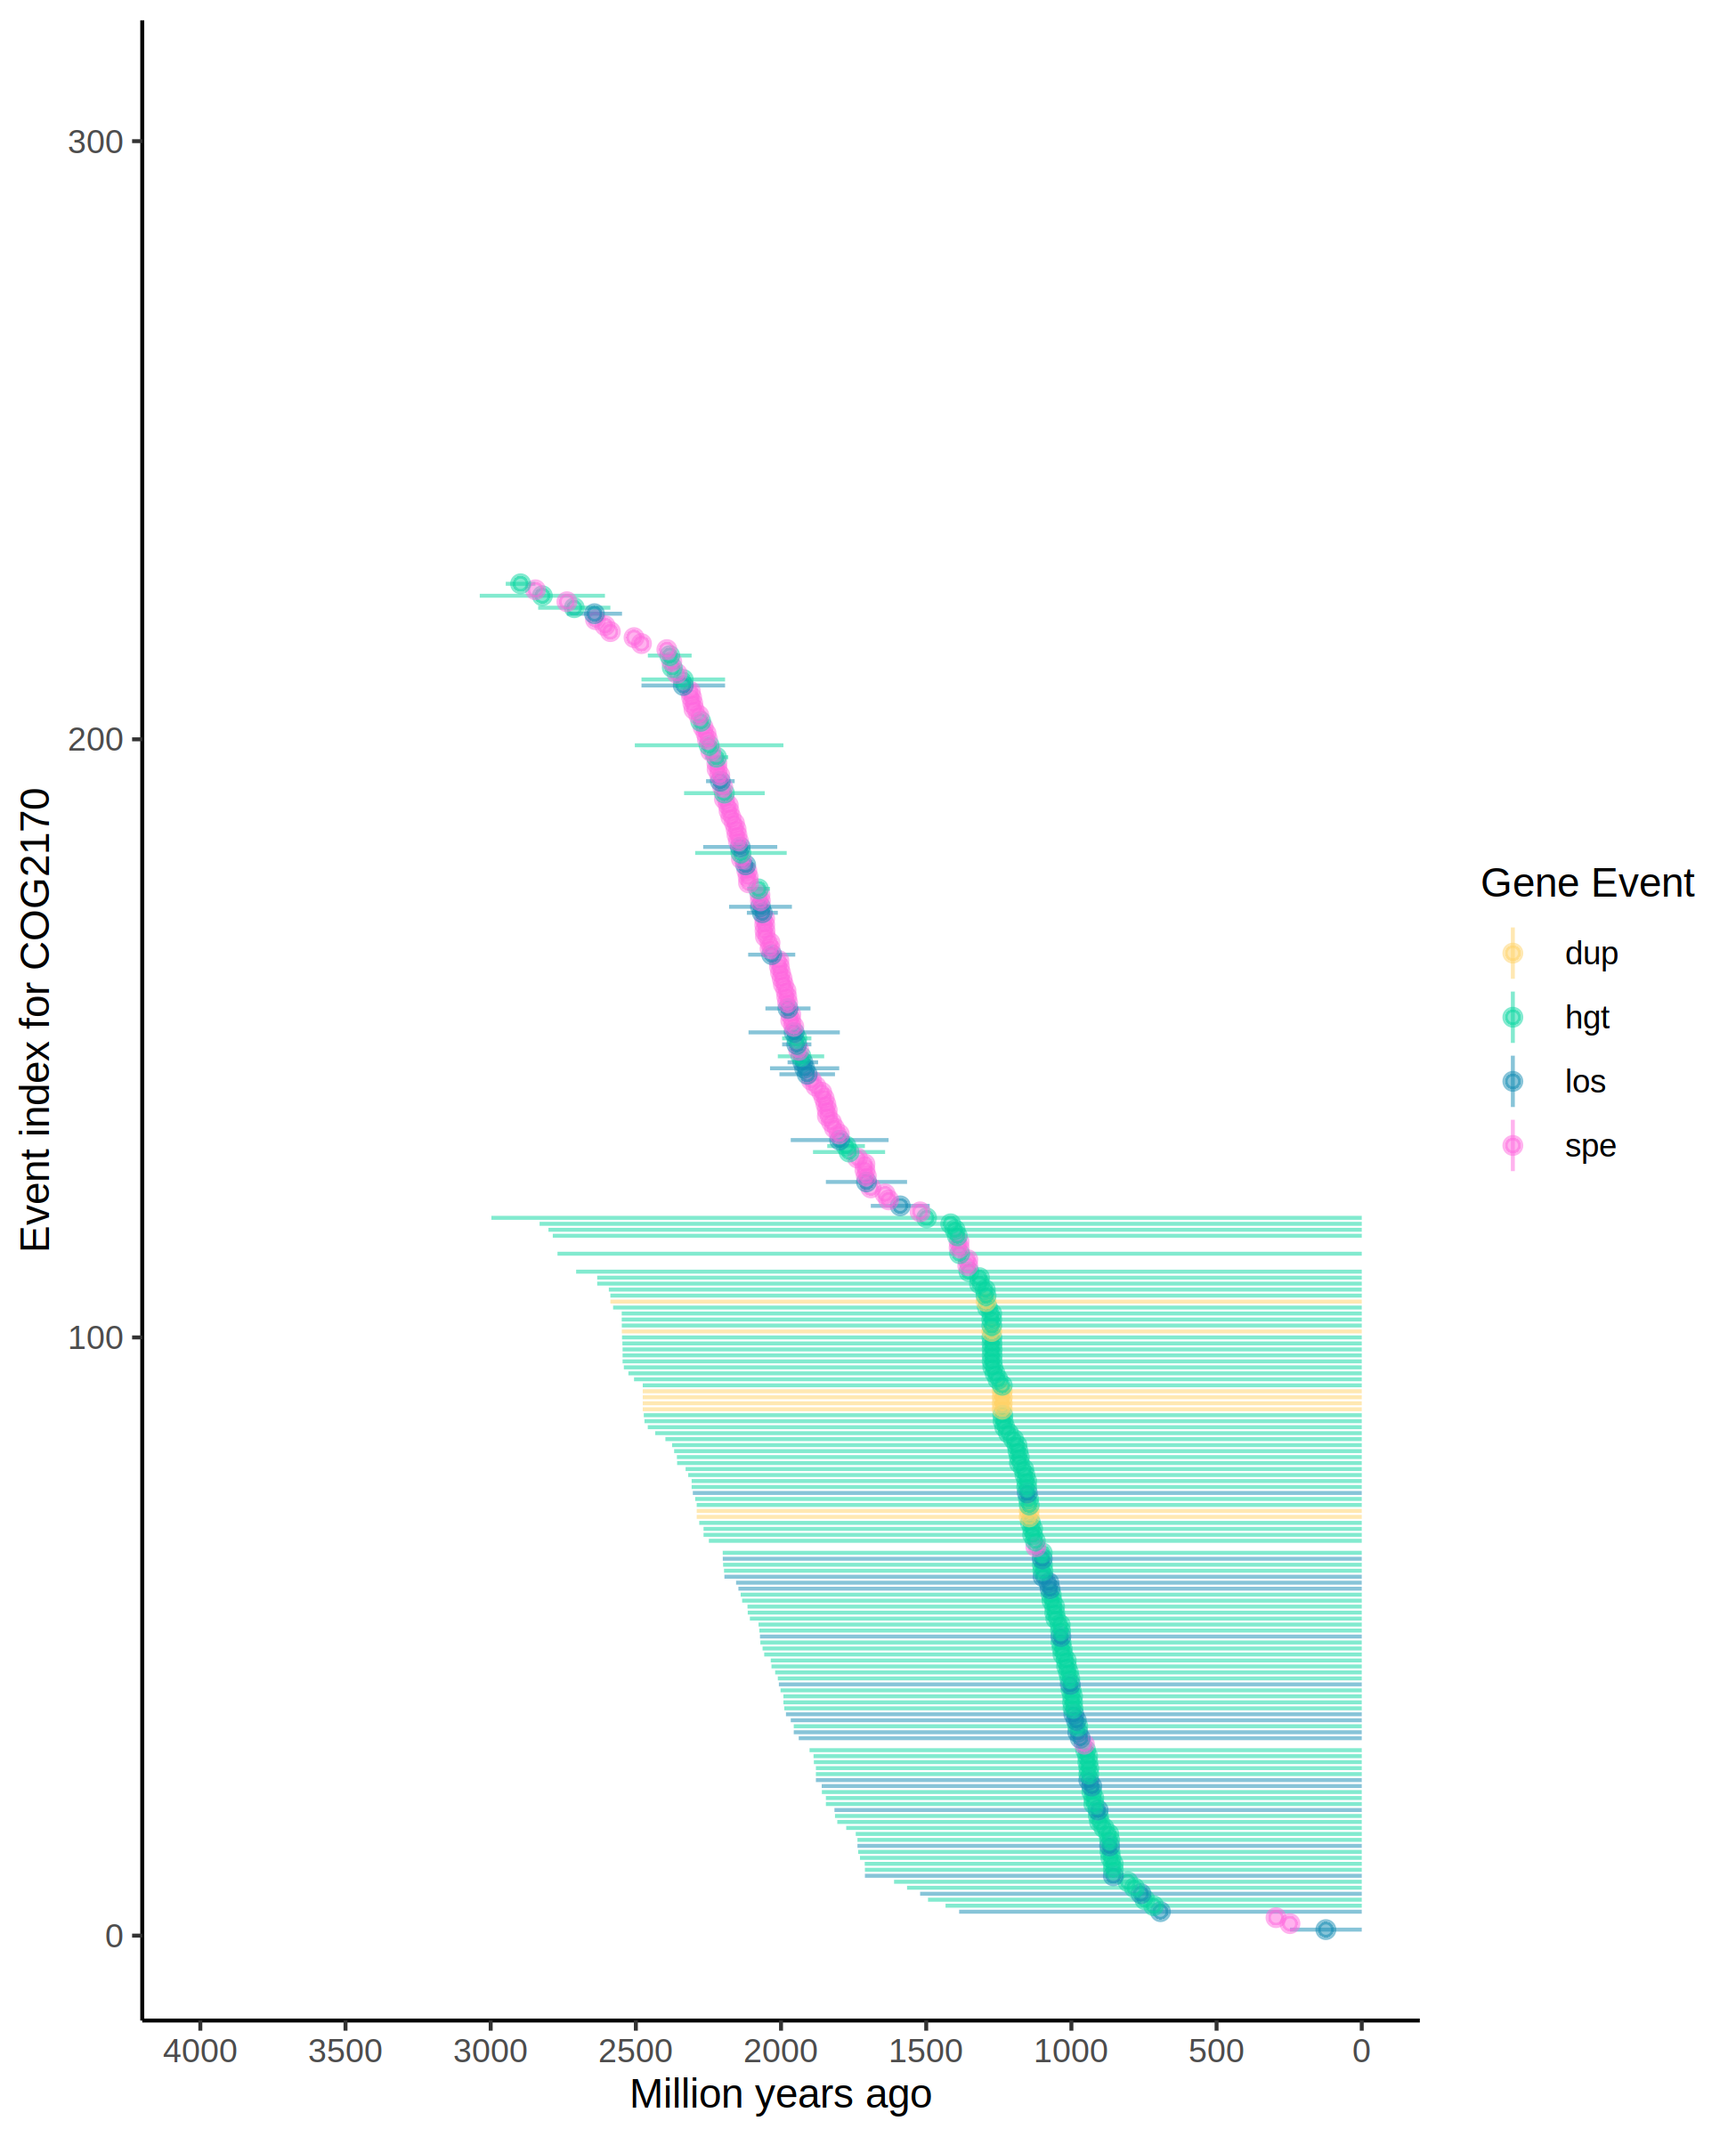 Event index for COG2170
300
200
100
0
4000 3500 3000 2500 2000 1500 1000 500 0
Million years ago
Gene Event
dup
hgt
los
spe